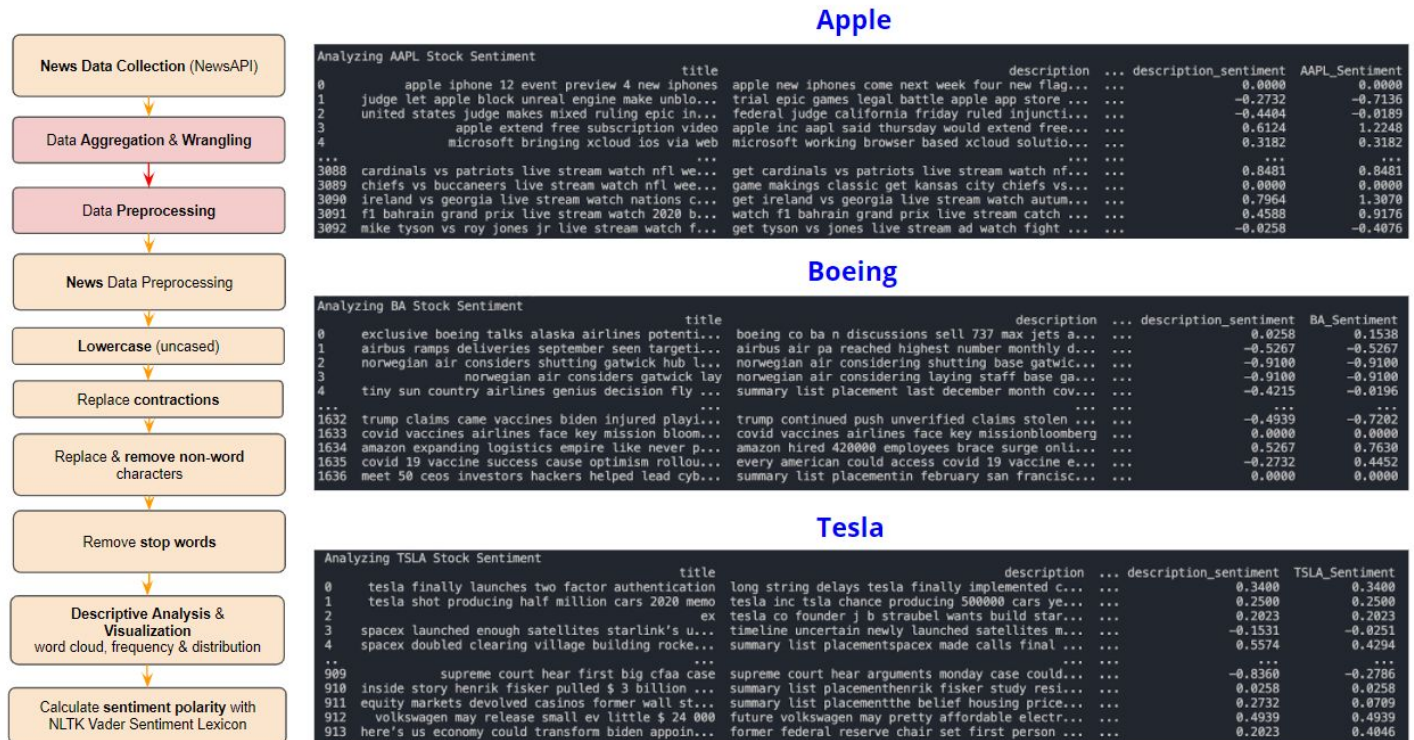 News Data Collection (NewsAPI)
Data Aggregation & Wrangling
Data Preprocessing
News Data Preprocessing
Lowercase (uncased)
Replace contractions
Replace & remove non-word
characters
Remove stop words
Descriptive Analysis &
Visualization
word cloud, frequency & distribution
Calculate sentiment polarity with
NLTK Vader Sentiment Lexicon
Apple
Analyzing AAPL Stock Sentiment
title description ... description_sentiment AAPL_Sentiment
0 apple iphone 12 event preview 4 new iphones apple new iphones come next week four new flag... ... 0.0000 0.0000
1 judge let apple block unreal engine make unblo... trial epic games legal battle apple app store ... ... -0.2732 -0.7136
2 united states judge makes mixed ruling epic in... federal judge california friday ruled injuncti... ... -0.4404 -0.0189
3 apple extend free subscription video apple inc aapl said thursday would extend free... ... 0.6124 1.2248
4 microsoft bringing xcloud ios via web microsoft working browser based xcloud solutio... ... 0.3182 0.3182
... ... ... ... ... ...
3088 cardinals vs patriots live stream watch nfl we... get cardinals vs patriots live stream watch nf... ... 0.8481 0.8481
3089 chiefs vs buccaneers live stream watch nfl wee... game makings classic get kansas city chiefs vs... ... 0.0000 0.0000
3090 ireland vs georgia live stream watch nations c... get ireland vs georgia live stream watch autum... ... 0.7964 1.3070
3091 f1 bahrain grand prix live stream watch 2020 b... watch f1 bahrain grand prix live stream catch ... ... 0.4588 0.9176
3092 mike tyson vs roy jones jr live stream watch f... get tyson vs jones live stream ad watch fight ... ... -0.0258 -0.4076
Boeing
Analyzing BA Stock Sentiment
title description ... description_sentiment BA_Sentiment
0 exclusive boeing talks alaska airlines potenti... boeing co ba n discussions sell 737 max jets a... ... 0.0258 0.1538
1 airbus ramps deliveries september seen targeti... airbus air pa reached highest number monthly d... ... -0.5267 -0.5267
2 norwegian air considers shutting gatwick hub l... norwegian air considering shutting base gatwic... ... -0.9100 -0.9100
3 norwegian air considers gatwick lay norwegian air considering laying staff base ga... ... -0.9100 -0.9100
4 tiny sun country airlines genius decision fly ... summary list placement last december month cov... ... -0.4215 -0.0196
... ... ... ... ... ...
1632 trump claims came vaccines biden injured playi... trump continued push unverified claims stolen ... ... -0.4939 -0.7202
1633 covid vaccines airlines face key mission bloom... covid vaccines airlines face key missionbloomberg ... 0.0000 0.0000
1634 amazon expanding logistics empire like never p... amazon hired 420000 employees brace surge onli... ... 0.5267 0.7630
1635 covid 19 vaccine success cause optimism rollou... every american could access covid 19 vaccine e... ... -0.2732 0.4452
1636 meet 50 ceos investors hackers helped lead cyb... summary list placementin february san francisc... ... 0.0000 0.0000
Tesla
Analyzing TSLA Stock Sentiment
title description ... description_sentiment TSLA_Sentiment
0 tesla finally launches two factor authentication long string delays tesla finally implemented c... ... 0.3400 0.3400
1 tesla shot producing half million cars 2020 memo tesla inc tsla chance producing 500000 cars ye... ... 0.2500 0.2500
2 ex tesla co founder j b straubel wants build star... ... 0.2023 0.2023
3 spacex launched enough satellites starlink's u... timeline uncertain newly launched satellites m... ... -0.1531 -0.0251
4 spacex doubled clearing village building rocke... summary list placementspacex made calls final ... ... 0.5574 0.4294
.. ... ... ... ... ...
909 supreme court hear first big cfaa case supreme court hear arguments monday case could... ... -0.8360 -0.2786
910 inside story henrik fisker pulled $ 3 billion ... summary list placementhenrik fisker study resi... ... 0.0258 0.0258
911 equity markets devolved casinos former wall st... summary list placementthe belief housing price... ... 0.2732 0.0709
912 volkswagen may release small ev little $ 24 000 future volkswagen may pretty affordable electr... ... 0.4939 0.4939
913 here's us economy could transform biden appoin... former federal reserve chair set first person ... ... 0.2023 0.4046